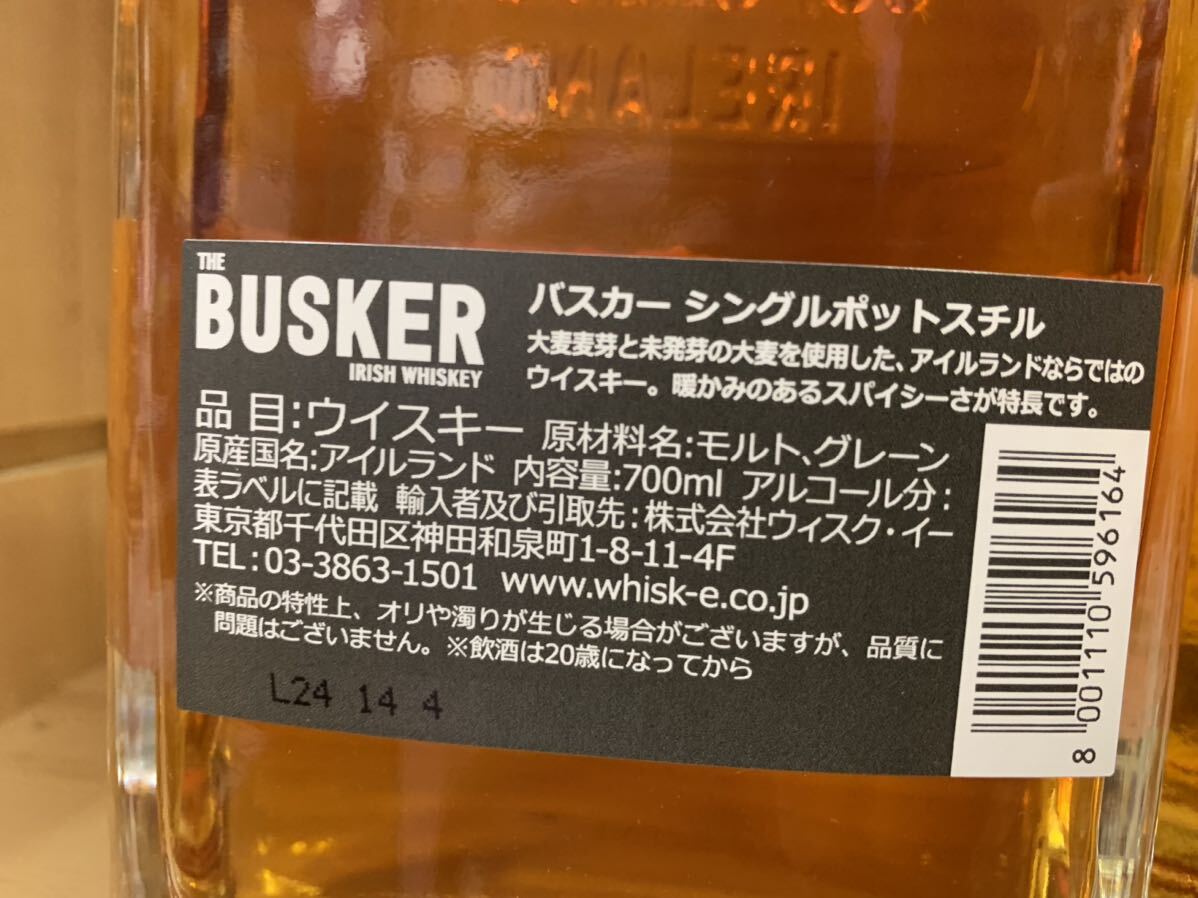 IRELAND
THE
BUSKER
IRISH WHISKEY
バスカー シングルポットスチル
大麦麦芽と未発芽の大麦を使用した、アイルランドならではの
ウイスキー。暖かみのあるスパイシーさが特長です。
品 目:ウイスキー 原材料名:モルト、グレーン
原産国名:アイルランド 内容量:700ml アルコール分:
表ラベルに記載 輸入者及び引取先:株式会社ウィスク・イー
東京都千代田区神田和泉町1-8-11-4F
TEL:03-3863-1501 www.whisk-e.co.jp
※商品の特性上、オリや濁りが生じる場合がございますが、品質に
問題はございません。※飲酒は20歳になってから
L24 14 4
8 001110 596164